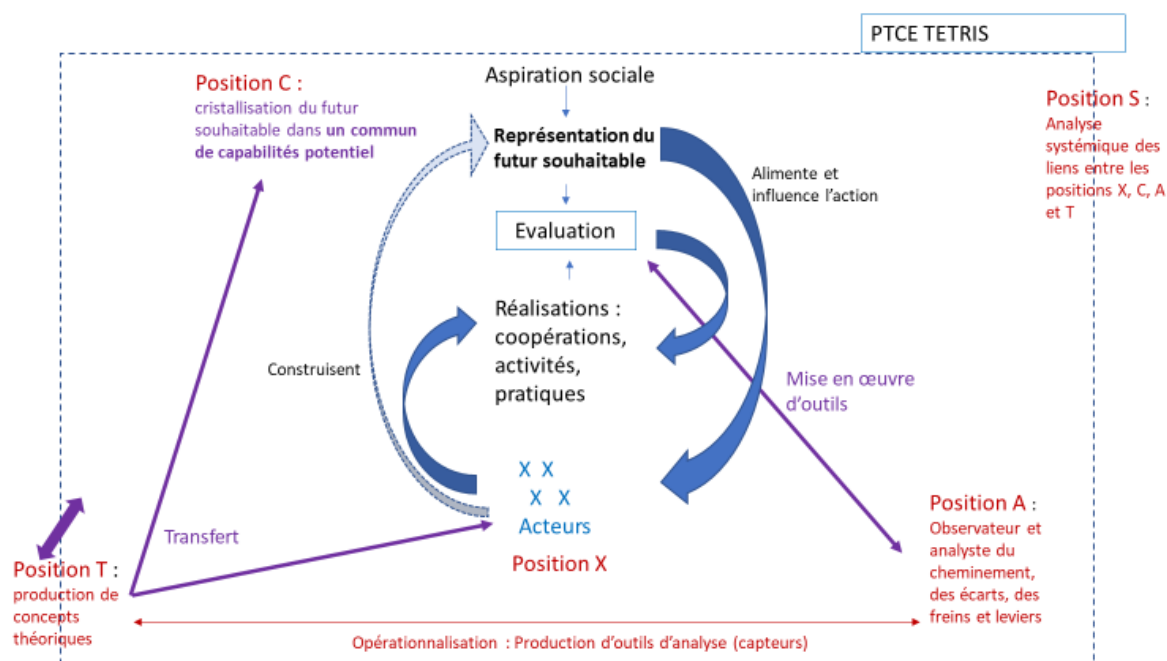 PTCE TETRIS
Position C :
cristallisation du futur
souhaitable dans un commun
de capabilités potentiel
Aspiration sociale
Représentation du
futur souhaitable
Evaluation
Réalisations :
coopérations,
activités,
pratiques
Alimente et
influence l'action
Position S :
Analyse
systémique des
liens entre les
positions X, C, A
et T
Construisent
Mise en œuvre
d'outils
X X
X X
Acteurs
Position X
Transfert
Position T :
production de
concepts
théoriques
Position A :
Observateur et
analyste du
cheminement,
des écarts, des
freins et leviers
Opérationnalisation : Production d'outils d'analyse (capteurs)